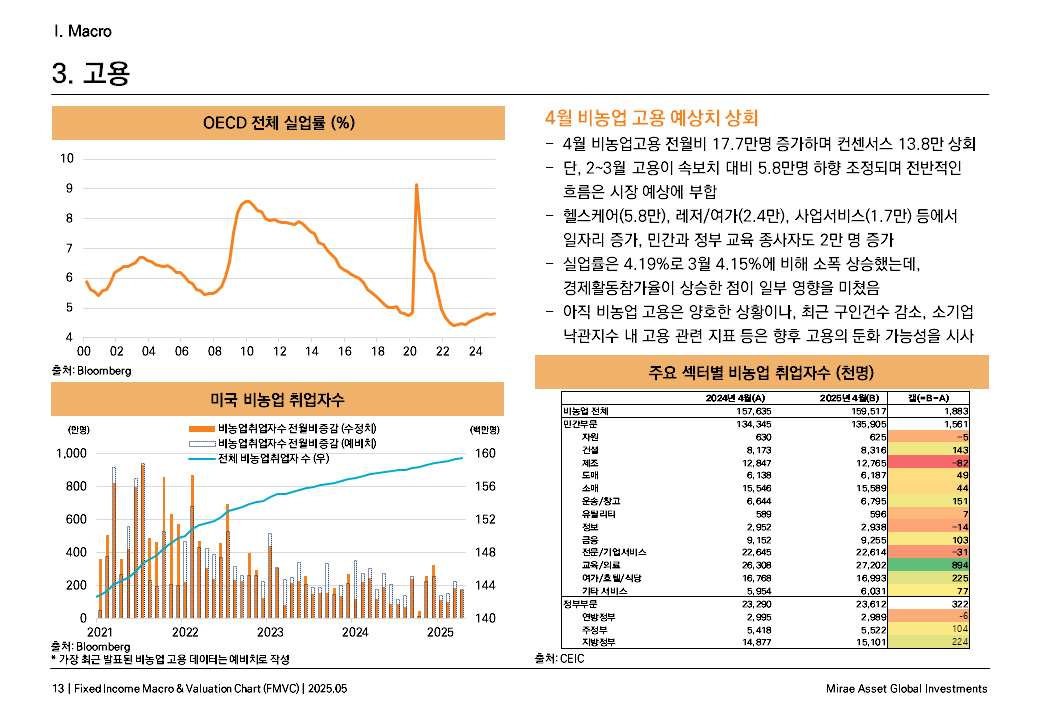 I. Macro
3. 고용
OECD 전체 실업률 (%)
10
9
8
7
6
5
4
00 02 04 06 08 10 12 14 16 18 20 22 24
출처: Bloomberg
미국 비농업 취업자수
(만명)
비농업취업자수 전월비증감 (수정치)
비농업취업자수 전월비증감 (예비치)
전체 비농업취업자 수 (우)
(백만명)
1,000
800
600
400
200
0
160
156
152
148
144
140
2021 2022 2023 2024 2025
출처: Bloomberg
* 가장 최근 발표된 비농업 고용 데이터는 예비치로 작성
4월 비농업 고용 예상치 상회
– 4월 비농업고용 전월비 17.7만명 증가하며 컨센서스 13.8만 상회
– 단, 2~3월 고용이 속보치 대비 5.8만명 하향 조정되며 전반적인
흐름은 시장 예상에 부합
– 헬스케어(5.8만), 레저/여가(2.4만), 사업서비스(1.7만) 등에서
일자리 증가, 민간과 정부 교육 종사자도 2만 명 증가
– 실업률은 4.19%로 3월 4.15%에 비해 소폭 상승했는데,
경제활동참가율이 상승한 점이 일부 영향을 미쳤음
– 아직 비농업 고용은 양호한 상황이나, 최근 구인건수 감소, 소기업
낙관지수 내 고용 관련 지표 등은 향후 고용의 둔화 가능성을 시사
주요 섹터별 비농업 취업자수 (천명)
2024년 4월(A) 2025년 4월(B) 갭(=B-A)
비농업 전체 157,635 159,517 1,883
민간부문 134,345 135,905 1,561
자원 630 625 -5
건설 8,173 8,316 143
제조 12,847 12,765 -82
도매 6,138 6,187 49
소매 15,546 15,589 44
운송/창고 6,644 6,795 151
유틸리티 589 596 7
정보 2,952 2,938 -14
금융 9,152 9,255 103
전문/기업서비스 22,645 22,614 -31
교육/의료 26,308 27,202 894
여가/호텔/식당 16,768 16,993 225
기타 서비스 5,954 6,031 77
정부부문 23,290 23,612 322
연방정부 2,995 2,989 -6
주정부 5,418 5,522 104
지방정부 14,877 15,101 224
출처: CEIC
13 | Fixed Income Macro & Valuation Chart (FMVC) | 2025.05
Mirae Asset Global Investments